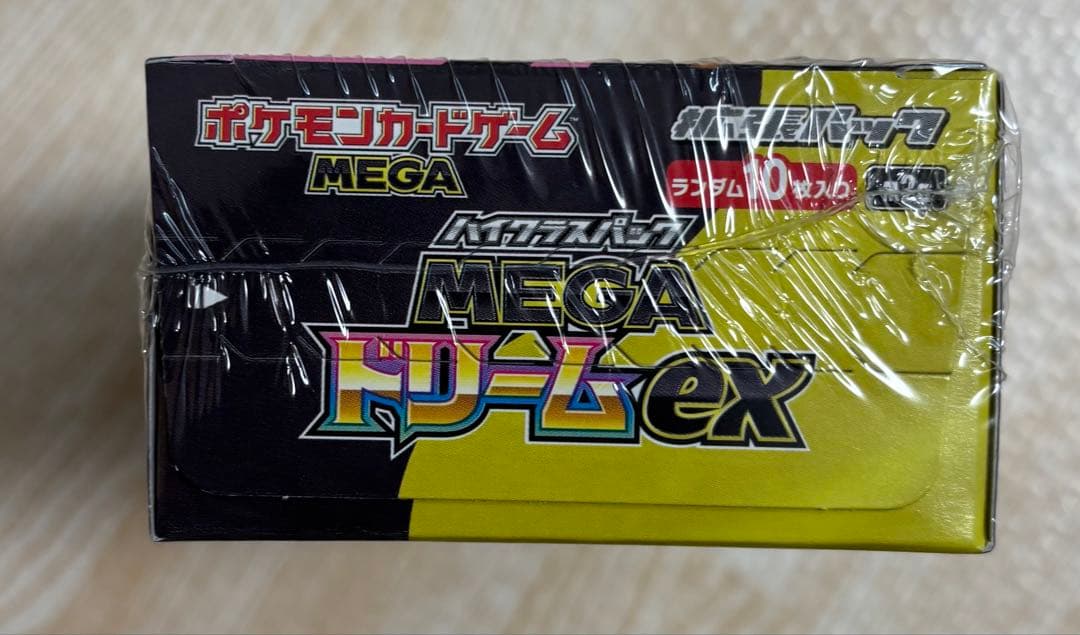 ポケモンカードゲーム™
MEGA
拡張パック
ランダム10枚入り
ハイクラスパック
MEGA
ドリームex